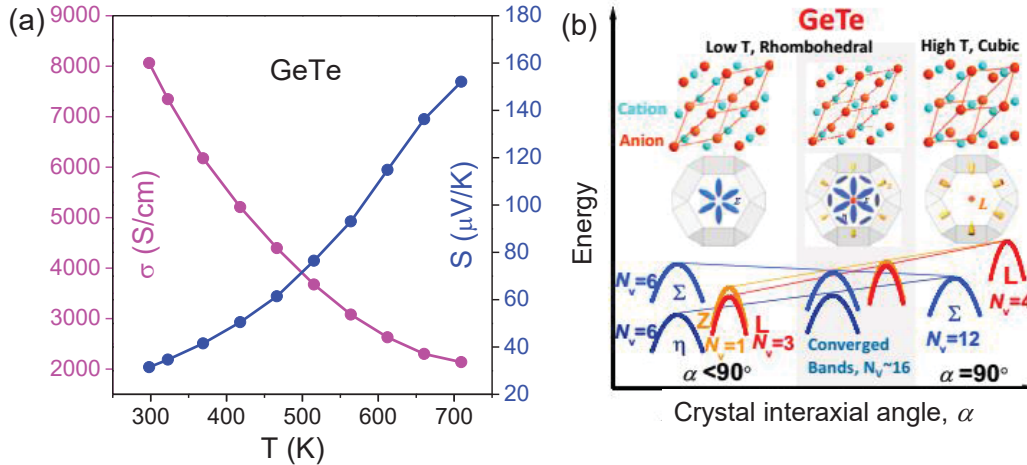 (a)
GeTe
9000
8000
7000
6000
5000
4000
3000
2000
σ (S/cm)
180
160
140
120
100
80
60
40
20
S (μV/K)
300 400 500 600 700
T (K)
(b)
GeTe
Low T, Rhombohedral
High T, Cubic
Cation
Anion
Σ
L
Energy
N_v=6
Σ
N_v=6
η
Z
N_v=1
L
N_v=3
Converged
Bands, N_v~16
Σ
N_v=12
L
N_v=4
α <90°
α =90°
Crystal interaxial angle, α